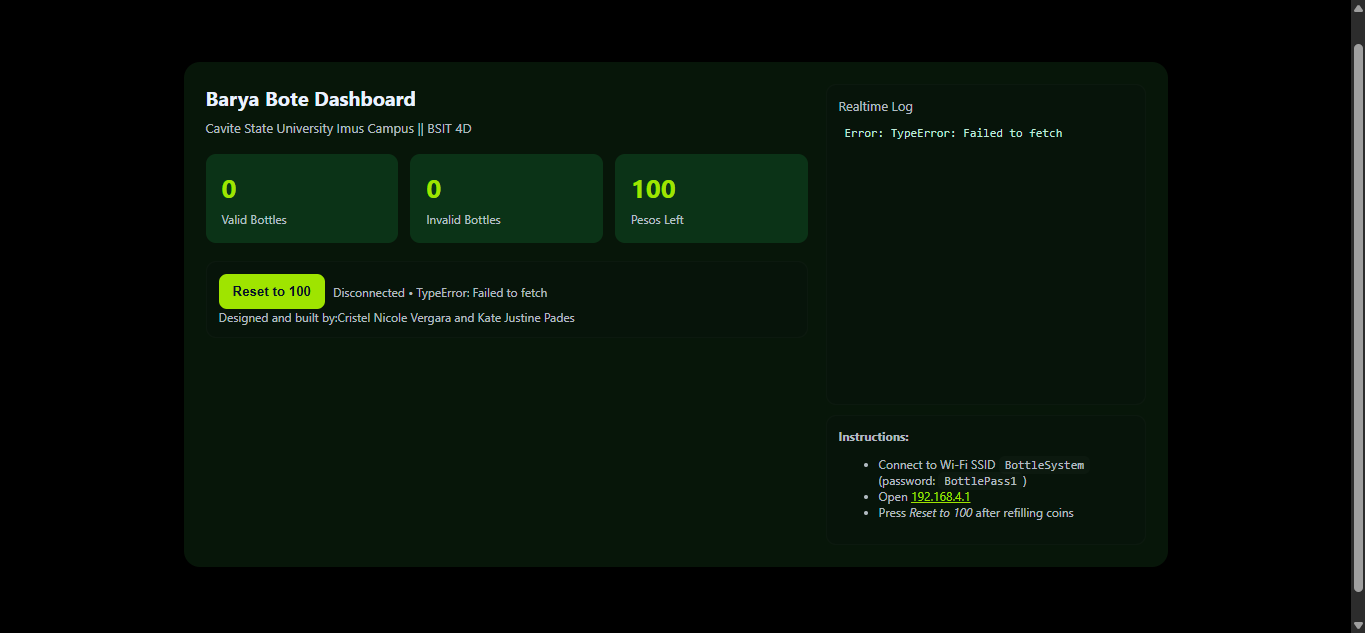 Barya Bote Dashboard
Cavite State University Imus Campus || BSIT 4D
0
Valid Bottles
0
Invalid Bottles
100
Pesos Left
Reset to 100
Disconnected • TypeError: Failed to fetch
Designed and built by:Cristel Nicole Vergara and Kate Justine Pades
Realtime Log
Error: TypeError: Failed to fetch
Instructions:
• Connect to Wi-Fi SSID BottleSystem
(password: BottlePass1 )
• Open 192.168.4.1
• Press Reset to 100 after refilling coins